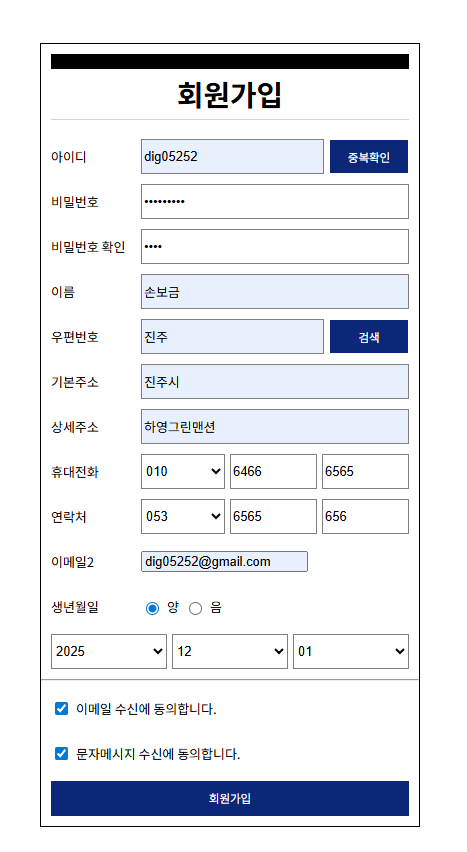 회원가입
아이디 dig05252 중복확인
비밀번호 •••••••••
비밀번호 확인 ••••
이름 손보금
우편번호 진주 검색
기본주소 진주시
상세주소 하영그린맨션
휴대전화 010 6466 6565
연락처 053 6565 656
이메일2 dig05252@gmail.com
생년월일 양 음
2025 12 01
이메일 수신에 동의합니다.
문자메시지 수신에 동의합니다.
회원가입